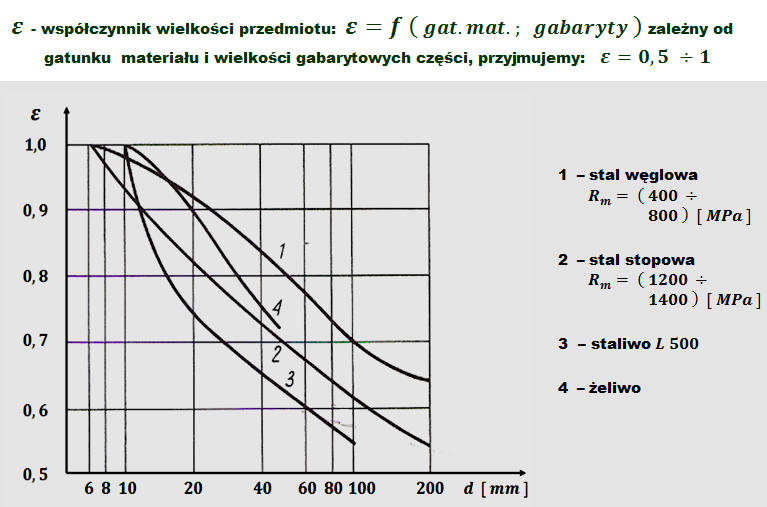 ε - współczynnik wielkości przedmiotu: ε = f ( gat. mat. ; gabaryty ) zależny od
gatunku materiału i wielkości gabarytowych części, przyjmujemy: ε = 0,5 ÷ 1
ε
1,0
0,9
0,8
0,7
0,6
0,5
1
4
2
3
6 8 10 20 40 60 80 100 200 d [ mm ]
1 – stal węglowa
Rm = ( 400 ÷
800 ) [ MPa ]
2 – stal stopowa
Rm = ( 1200 ÷
1400 ) [ MPa ]
3 – staliwo L 500
4 – żeliwo